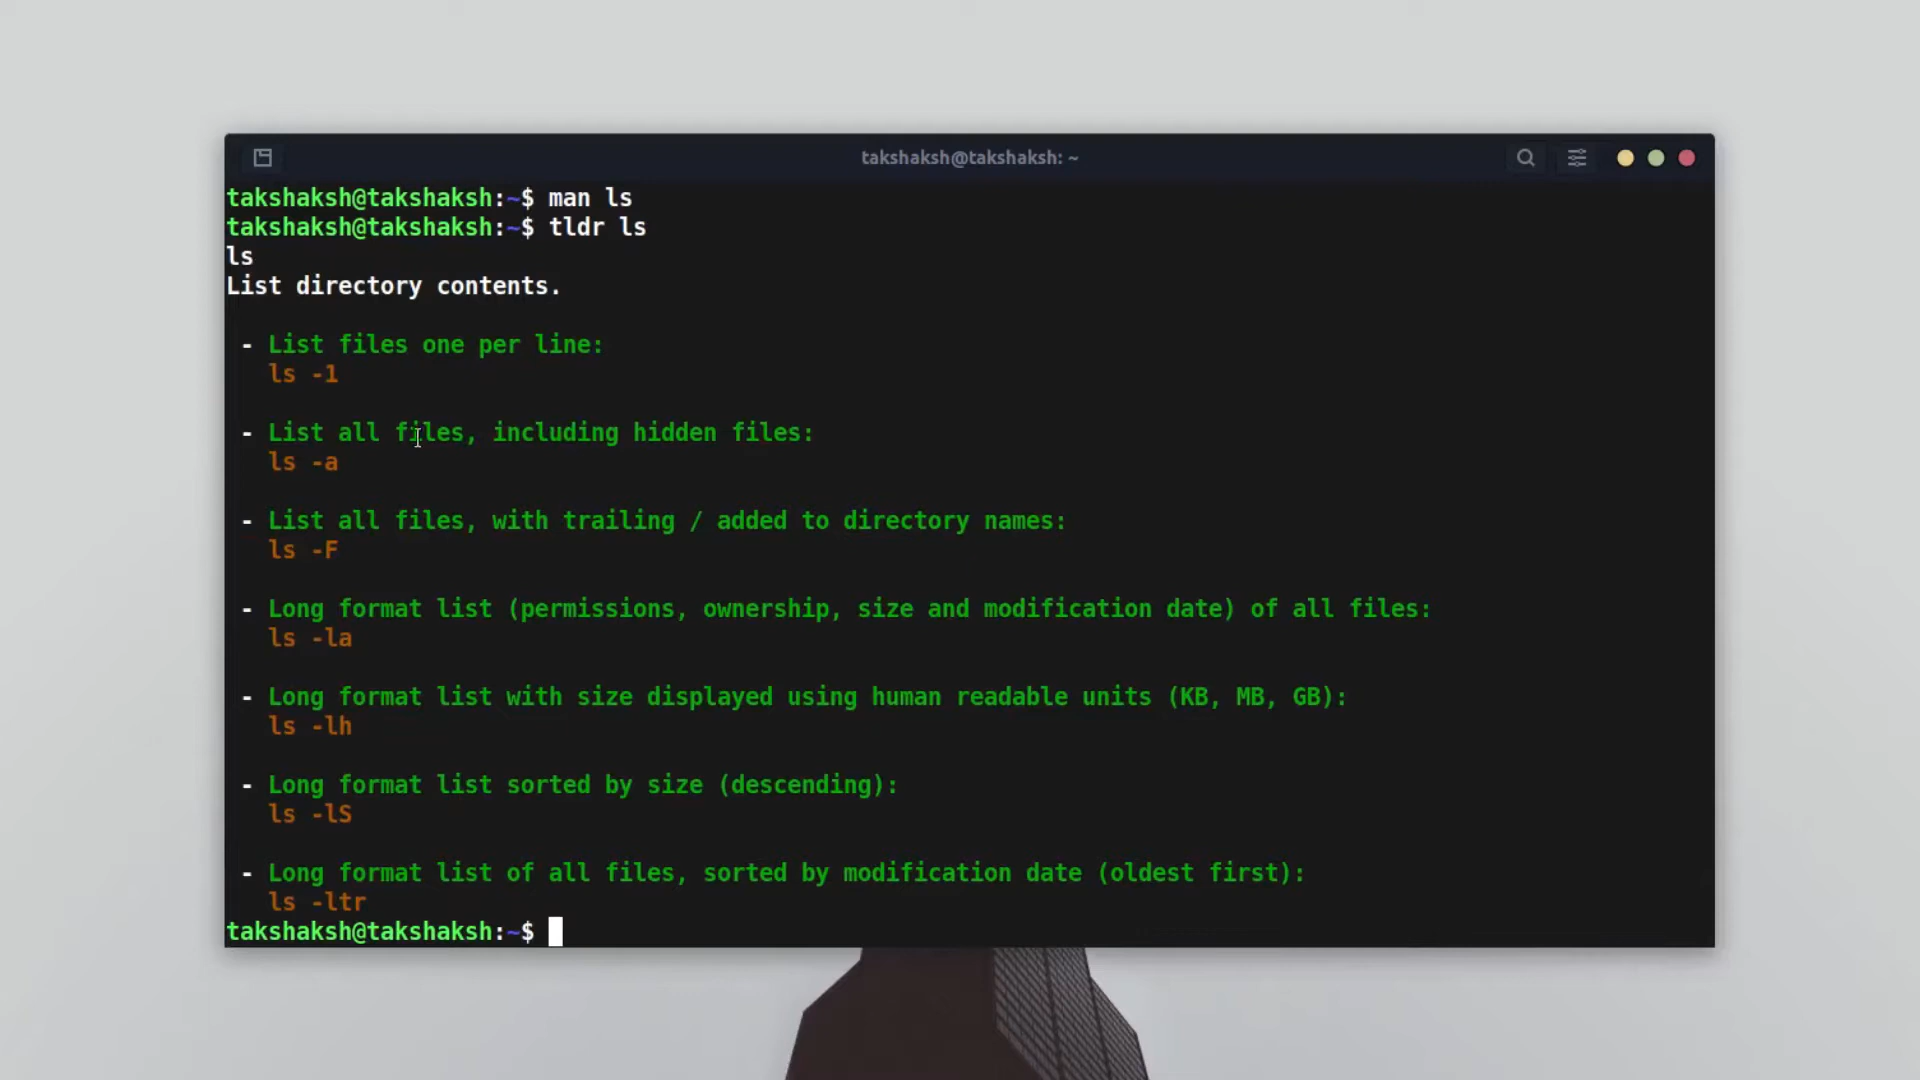 takshaksh@takshaksh: ~
takshaksh@takshaksh:~$ man ls
takshaksh@takshaksh:~$ tldr ls
ls
List directory contents.
- List files one per line:
ls -1
- List all files, including hidden files:
ls -a
- List all files, with trailing / added to directory names:
ls -F
- Long format list (permissions, ownership, size and modification date) of all files:
ls -la
- Long format list with size displayed using human readable units (KB, MB, GB):
ls -lh
- Long format list sorted by size (descending):
ls -lS
- Long format list of all files, sorted by modification date (oldest first):
ls -ltr
takshaksh@takshaksh:~$